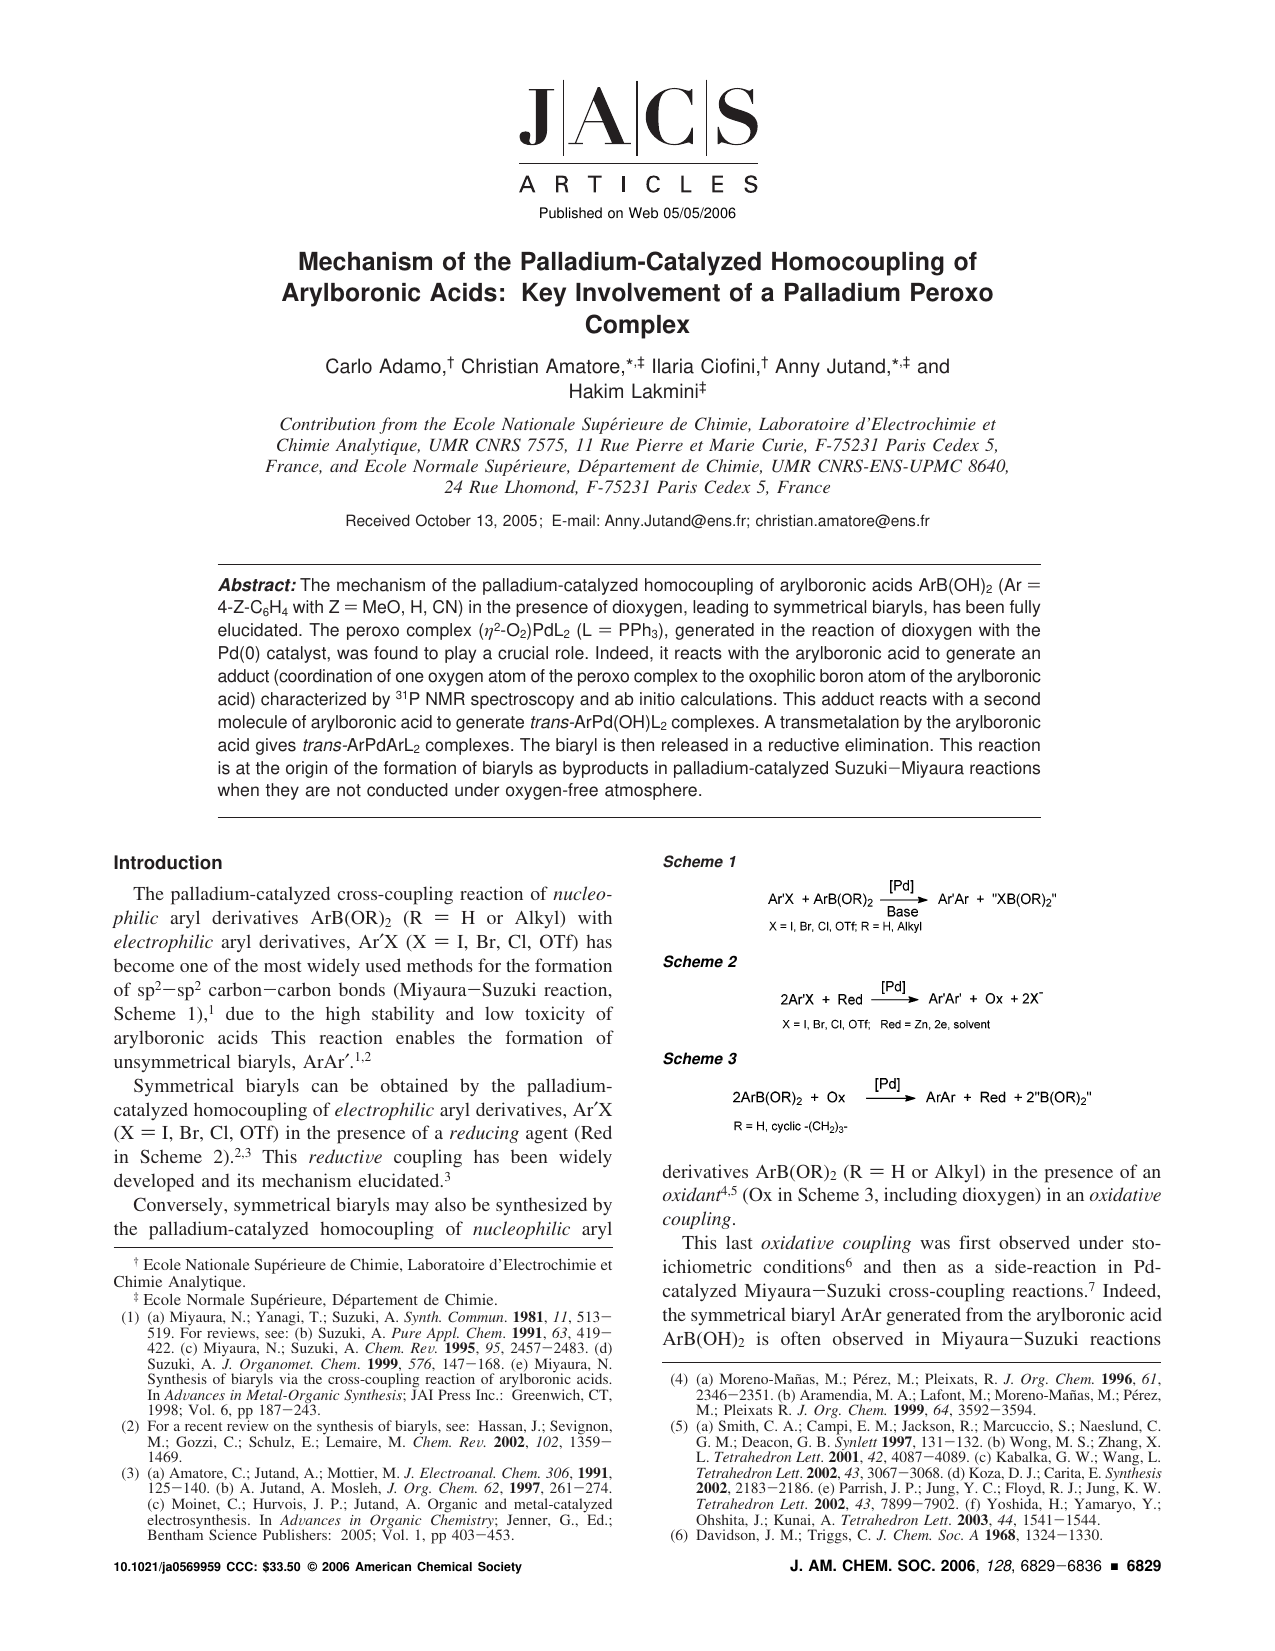 J|A|C|S
ARTICLES
Published on Web 05/05/2006
Mechanism of the Palladium-Catalyzed Homocoupling of
Arylboronic Acids: Key Involvement of a Palladium Peroxo
Complex
Carlo Adamo,† Christian Amatore,*,‡ Ilaria Ciofini,† Anny Jutand,*,‡ and
Hakim Lakmini‡
Contribution from the Ecole Nationale Supérieure de Chimie, Laboratoire d'Electrochimie et
Chimie Analytique, UMR CNRS 7575, 11 Rue Pierre et Marie Curie, F-75231 Paris Cedex 5,
France, and Ecole Normale Supérieure, Département de Chimie, UMR CNRS-ENS-UPMC 8640,
24 Rue Lhomond, F-75231 Paris Cedex 5, France
Received October 13, 2005; E-mail: Anny.Jutand@ens.fr; christian.amatore@ens.fr
Abstract: The mechanism of the palladium-catalyzed homocoupling of arylboronic acids ArB(OH)2 (Ar =
4-Z-C6H4 with Z = MeO, H, CN) in the presence of dioxygen, leading to symmetrical biaryls, has been fully
elucidated. The peroxo complex (η2-O2)PdL2 (L = PPh3), generated in the reaction of dioxygen with the
Pd(0) catalyst, was found to play a crucial role. Indeed, it reacts with the arylboronic acid to generate an
adduct (coordination of one oxygen atom of the peroxo complex to the oxophilic boron atom of the arylboronic
acid) characterized by 31P NMR spectroscopy and ab initio calculations. This adduct reacts with a second
molecule of arylboronic acid to generate trans-ArPd(OH)L2 complexes. A transmetalation by the arylboronic
acid gives trans-ArPdArL2 complexes. The biaryl is then released in a reductive elimination. This reaction
is at the origin of the formation of biaryls as byproducts in palladium-catalyzed Suzuki−Miyaura reactions
when they are not conducted under oxygen-free atmosphere.
Introduction
The palladium-catalyzed cross-coupling reaction of nucleo-
philic aryl derivatives ArB(OR)2 (R = H or Alkyl) with
electrophilic aryl derivatives, Ar′X (X = I, Br, Cl, OTf) has
become one of the most widely used methods for the formation
of sp2−sp2 carbon−carbon bonds (Miyaura−Suzuki reaction,
Scheme 1),1 due to the high stability and low toxicity of
arylboronic acids This reaction enables the formation of
unsymmetrical biaryls, ArAr′.1,2
Symmetrical biaryls can be obtained by the palladium-
catalyzed homocoupling of electrophilic aryl derivatives, Ar′X
(X = I, Br, Cl, OTf) in the presence of a reducing agent (Red
in Scheme 2).2,3 This reductive coupling has been widely
developed and its mechanism elucidated.3
Conversely, symmetrical biaryls may also be synthesized by
the palladium-catalyzed homocoupling of nucleophilic aryl
† Ecole Nationale Supérieure de Chimie, Laboratoire d'Electrochimie et
Chimie Analytique.
‡ Ecole Normale Supérieure, Département de Chimie.
(1) (a) Miyaura, N.; Yanagi, T.; Suzuki, A. Synth. Commun. 1981, 11, 513−
519. For reviews, see: (b) Suzuki, A. Pure Appl. Chem. 1991, 63, 419−
422. (c) Miyaura, N.; Suzuki, A. Chem. Rev. 1995, 95, 2457−2483. (d)
Suzuki, A. J. Organomet. Chem. 1999, 576, 147−168. (e) Miyaura, N.
Synthesis of biaryls via the cross-coupling reaction of arylboronic acids.
In Advances in Metal-Organic Synthesis; JAI Press Inc.: Greenwich, CT,
1998; Vol. 6, pp 187−243.
(2) For a recent review on the synthesis of biaryls, see: Hassan, J.; Sevignon,
M.; Gozzi, C.; Schulz, E.; Lemaire, M. Chem. Rev. 2002, 102, 1359−
1469.
(3) (a) Amatore, C.; Jutand, A.; Mottier, M. J. Electroanal. Chem. 306, 1991,
125−140. (b) A. Jutand, A. Mosleh, J. Org. Chem. 62, 1997, 261−274.
(c) Moinet, C.; Hurvois, J. P.; Jutand, A. Organic and metal-catalyzed
electrosynthesis. In Advances in Organic Chemistry; Jenner, G., Ed.;
Bentham Science Publishers: 2005; Vol. 1, pp 403−453.
Scheme 1
Ar'X + ArB(OR)2 [Pd] Base Ar'Ar + "XB(OR)2"
X = I, Br, Cl, OTf; R = H, Alkyl
Scheme 2
2Ar'X + Red [Pd] Ar'Ar' + Ox + 2X-
X = I, Br, Cl, OTf; Red = Zn, 2e, solvent
Scheme 3
2ArB(OR)2 + Ox [Pd] ArAr + Red + 2"B(OR)2"
R = H, cyclic -(CH2)3-
derivatives ArB(OR)2 (R = H or Alkyl) in the presence of an
oxidant4,5 (Ox in Scheme 3, including dioxygen) in an oxidative
coupling.
This last oxidative coupling was first observed under sto-
ichiometric conditions6 and then as a side-reaction in Pd-
catalyzed Miyaura−Suzuki cross-coupling reactions.7 Indeed,
the symmetrical biaryl ArAr generated from the arylboronic acid
ArB(OH)2 is often observed in Miyaura−Suzuki reactions
(4) (a) Moreno-Mañas, M.; Pérez, M.; Pleixats, R. J. Org. Chem. 1996, 61,
2346−2351. (b) Aramendia, M. A.; Lafont, M.; Moreno-Mañas, M.; Pérez,
M.; Pleixats R. J. Org. Chem. 1999, 64, 3592−3594.
(5) (a) Smith, C. A.; Campi, E. M.; Jackson, R.; Marcuccio, S.; Naeslund, C.
G. M.; Deacon, G. B. Synlett 1997, 131−132. (b) Wong, M. S.; Zhang, X.
L. Tetrahedron Lett. 2001, 42, 4087−4089. (c) Kabalka, G. W.; Wang, L.
Tetrahedron Lett. 2002, 43, 3067−3068. (d) Koza, D. J.; Carita, E. Synthesis
2002, 2183−2186. (e) Parrish, J. P.; Jung, Y. C.; Floyd, R. J.; Jung, K. W.
Tetrahedron Lett. 2002, 43, 7899−7902. (f) Yoshida, H.; Yamaryo, Y.;
Ohshita, J.; Kunai, A. Tetrahedron Lett. 2003, 44, 1541−1544.
(6) Davidson, J. M.; Triggs, C. J. Chem. Soc. A 1968, 1324−1330.
10.1021/ja0569959 CCC: $33.50 © 2006 American Chemical Society
J. AM. CHEM. SOC. 2006, 128, 6829−6836 ■ 6829